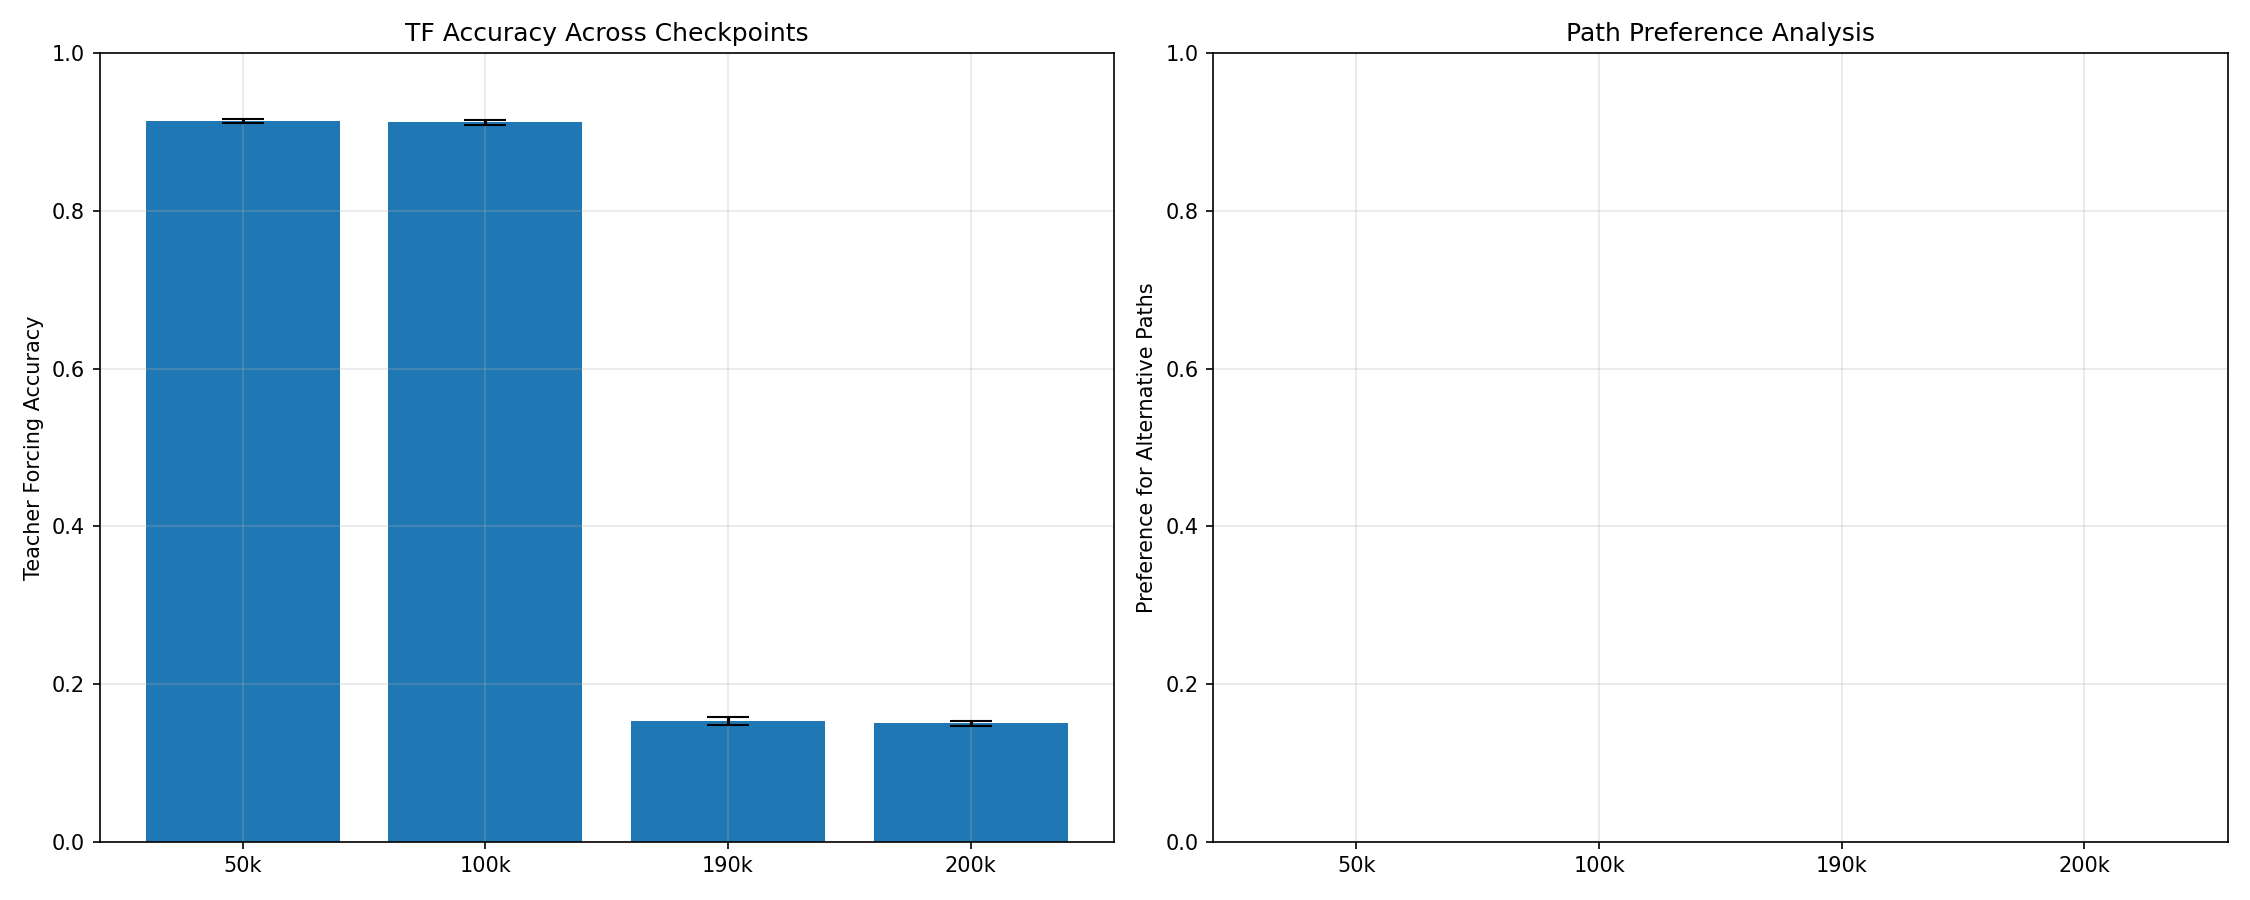 TF Accuracy Across Checkpoints
Teacher Forcing Accuracy
1.0
0.8
0.6
0.4
0.2
0.0
50k 100k 190k 200k
Path Preference Analysis
Preference for Alternative Paths
1.0
0.8
0.6
0.4
0.2
0.0
50k 100k 190k 200k